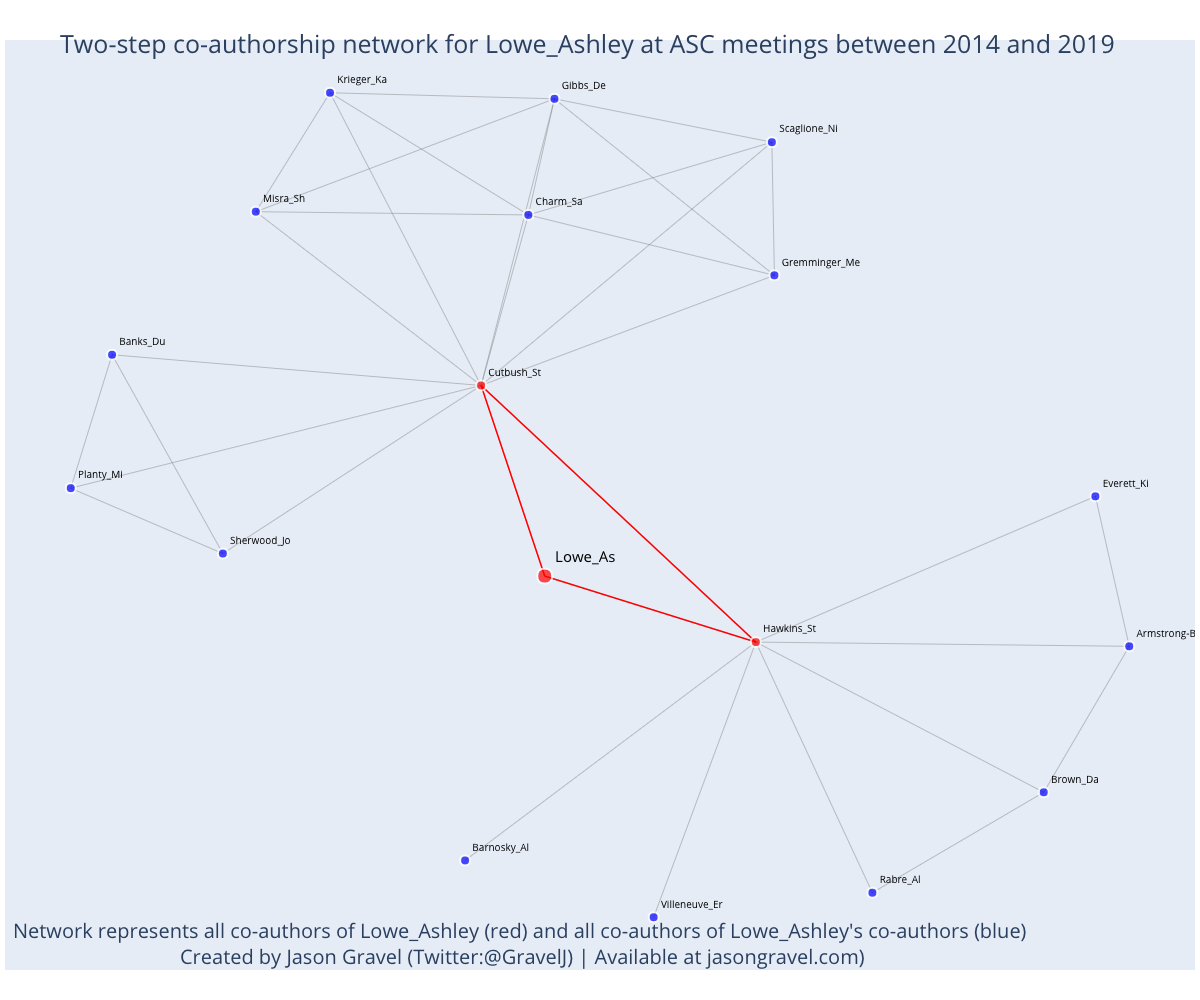 Two-step co-authorship network for Lowe_Ashley at ASC meetings between 2014 and 2019
Krieger_Ka
Gibbs_De
Scaglione_Ni
Misra_Sh
Charm_Sa
Gremminger_Me
Banks_Du
Cutbush_St
Planty_Mi
Everett_Ki
Sherwood_Jo
Lowe_As
Hawkins_St
Armstrong-B
Brown_Da
Barnosky_Al
Rabre_Al
Villeneuve_Er
Network represents all co-authors of Lowe_Ashley (red) and all co-authors of Lowe_Ashley's co-authors (blue)
Created by Jason Gravel (Twitter:@GravelJ) | Available at jasongravel.com)